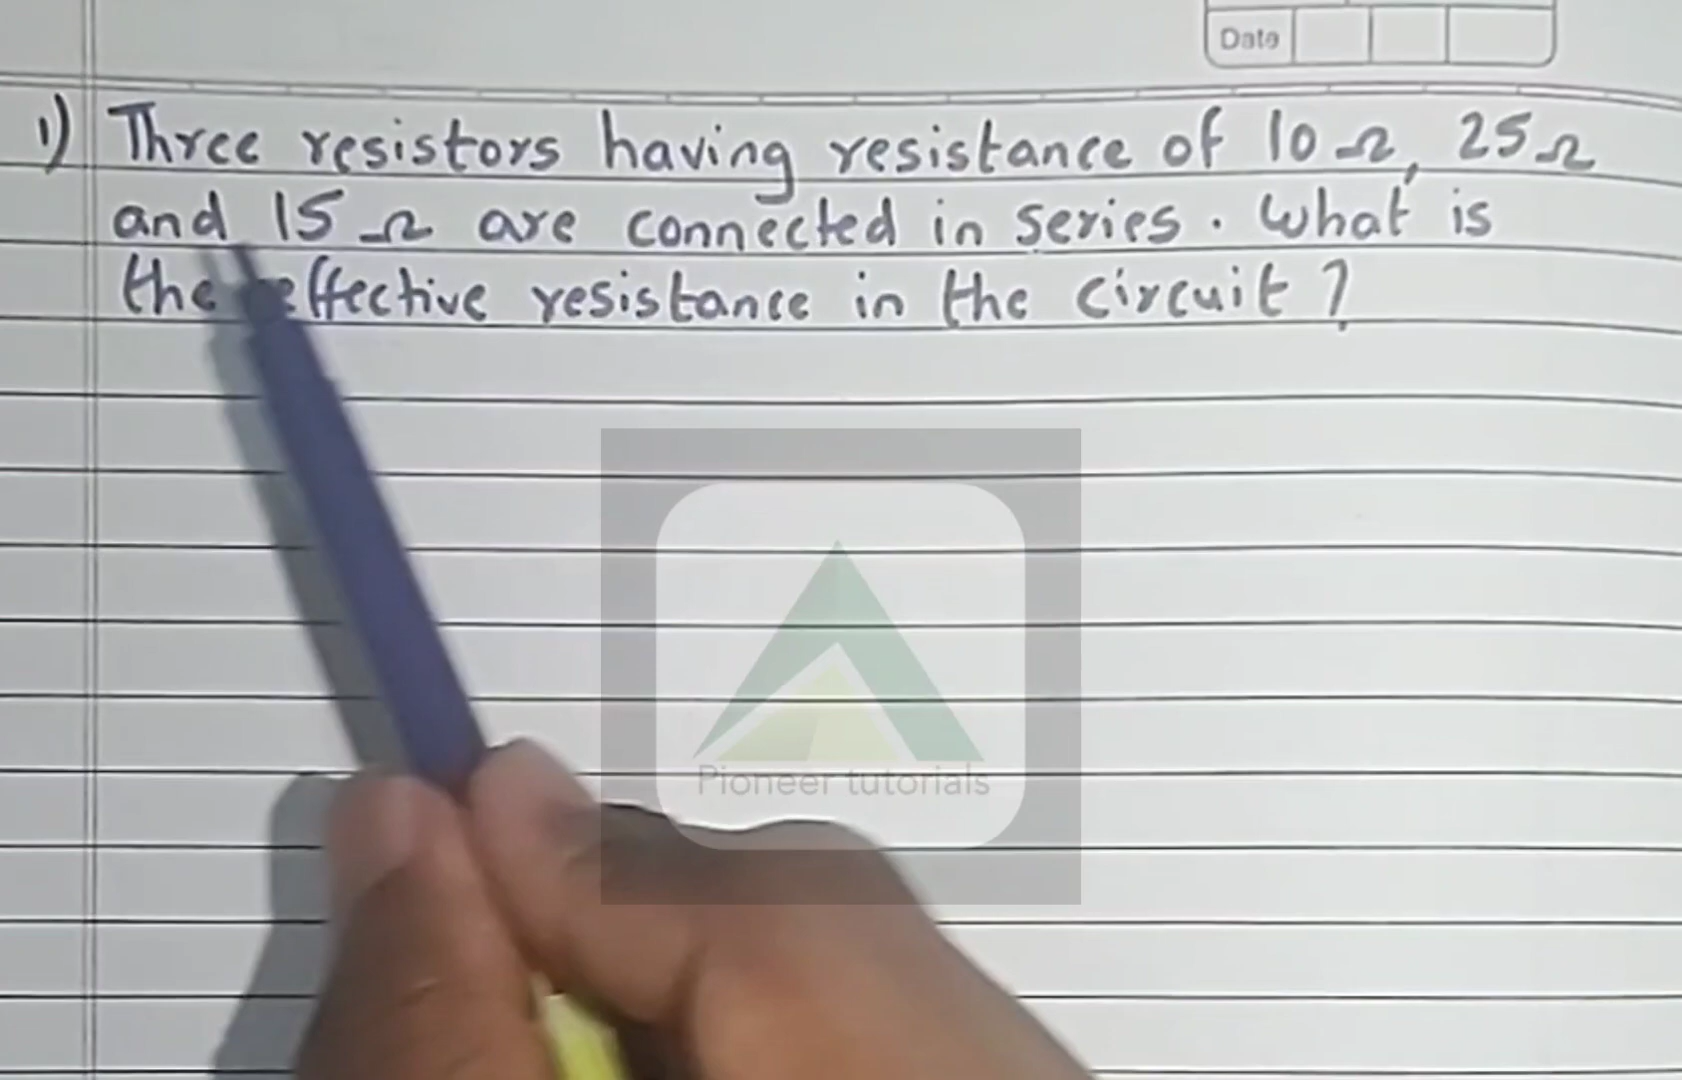 Date
1) Three resistors having resistance of 10 Ω, 25 Ω
and 15 Ω are connected in series. What is
the effective resistance in the circuit ?
Pioneer tutorials